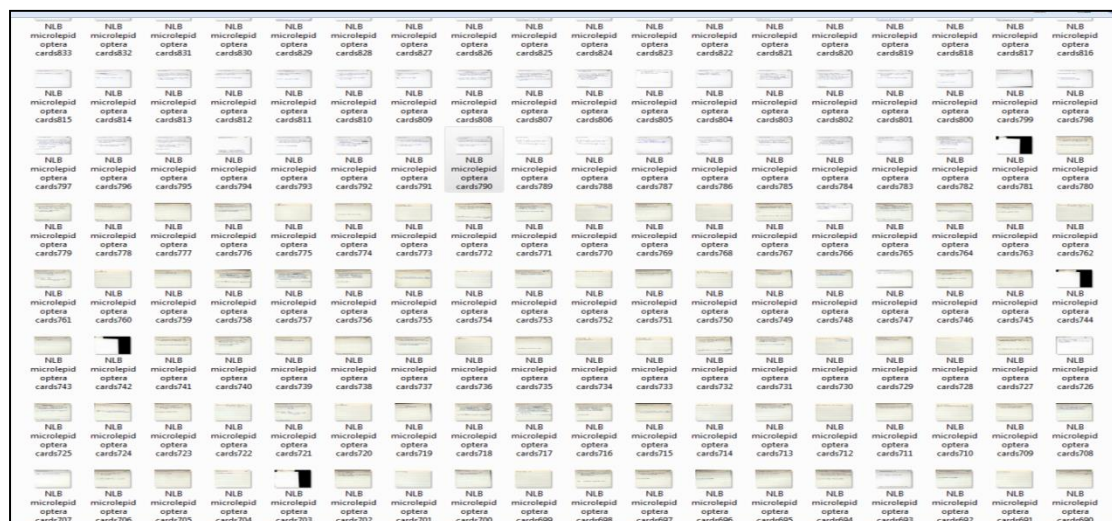 NLB NLB NLB NLB NLB NLB NLB NLB NLB NLB NLB NLB NLB NLB NLB NLB NLB NLB
microlepid microlepid microlepid microlepid microlepid microlepid microlepid microlepid microlepid microlepid microlepid microlepid microlepid microlepid microlepid microlepid microlepid microlepid
optera optera optera optera optera optera optera optera optera optera optera optera optera optera optera optera optera optera
cards833 cards832 cards831 cards830 cards829 cards828 cards827 cards826 cards825 cards824 cards823 cards822 cards821 cards820 cards819 cards818 cards817 cards816
NLB NLB NLB NLB NLB NLB NLB NLB NLB NLB NLB NLB NLB NLB NLB NLB NLB NLB
microlepid microlepid microlepid microlepid microlepid microlepid microlepid microlepid microlepid microlepid microlepid microlepid microlepid microlepid microlepid microlepid microlepid microlepid
optera optera optera optera optera optera optera optera optera optera optera optera optera optera optera optera optera optera
cards815 cards814 cards813 cards812 cards811 cards810 cards809 cards808 cards807 cards806 cards805 cards804 cards803 cards802 cards801 cards800 cards799 cards798
NLB NLB NLB NLB NLB NLB NLB NLB NLB NLB NLB NLB NLB NLB NLB NLB NLB NLB
microlepid microlepid microlepid microlepid microlepid microlepid microlepid microlepid microlepid microlepid microlepid microlepid microlepid microlepid microlepid microlepid microlepid microlepid
optera optera optera optera optera optera optera optera optera optera optera optera optera optera optera optera optera optera
cards797 cards796 cards795 cards794 cards793 cards792 cards791 cards790 cards789 cards788 cards787 cards786 cards785 cards784 cards783 cards782 cards781 cards780
NLB NLB NLB NLB NLB NLB NLB NLB NLB NLB NLB NLB NLB NLB NLB NLB NLB NLB
microlepid microlepid microlepid microlepid microlepid microlepid microlepid microlepid microlepid microlepid microlepid microlepid microlepid microlepid microlepid microlepid microlepid microlepid
optera optera optera optera optera optera optera optera optera optera optera optera optera optera optera optera optera optera
cards779 cards778 cards777 cards776 cards775 cards774 cards773 cards772 cards771 cards770 cards769 cards768 cards767 cards766 cards765 cards764 cards763 cards762
NLB NLB NLB NLB NLB NLB NLB NLB NLB NLB NLB NLB NLB NLB NLB NLB NLB NLB
microlepid microlepid microlepid microlepid microlepid microlepid microlepid microlepid microlepid microlepid microlepid microlepid microlepid microlepid microlepid microlepid microlepid microlepid
optera optera optera optera optera optera optera optera optera optera optera optera optera optera optera optera optera optera
cards761 cards760 cards759 cards758 cards757 cards756 cards755 cards754 cards753 cards752 cards751 cards750 cards749 cards748 cards747 cards746 cards745 cards744
NLB NLB NLB NLB NLB NLB NLB NLB NLB NLB NLB NLB NLB NLB NLB NLB NLB NLB
microlepid microlepid microlepid microlepid microlepid microlepid microlepid microlepid microlepid microlepid microlepid microlepid microlepid microlepid microlepid microlepid microlepid microlepid
optera optera optera optera optera optera optera optera optera optera optera optera optera optera optera optera optera optera
cards743 cards742 cards741 cards740 cards739 cards738 cards737 cards736 cards735 cards734 cards733 cards732 cards731 cards730 cards729 cards728 cards727 cards726
NLB NLB NLB NLB NLB NLB NLB NLB NLB NLB NLB NLB NLB NLB NLB NLB NLB NLB
microlepid microlepid microlepid microlepid microlepid microlepid microlepid microlepid microlepid microlepid microlepid microlepid microlepid microlepid microlepid microlepid microlepid microlepid
optera optera optera optera optera optera optera optera optera optera optera optera optera optera optera optera optera optera
cards725 cards724 cards723 cards722 cards721 cards720 cards719 cards718 cards717 cards716 cards715 cards714 cards713 cards712 cards711 cards710 cards709 cards708
NLB NLB NLB NLB NLB NLB NLB NLB NLB NLB NLB NLB NLB NLB NLB NLB NLB NLB
microlepid microlepid microlepid microlepid microlepid microlepid microlepid microlepid microlepid microlepid microlepid microlepid microlepid microlepid microlepid microlepid microlepid microlepid
optera optera optera optera optera optera optera optera optera optera optera optera optera optera optera optera optera optera
cards707 cards706 cards705 cards704 cards703 cards702 cards701 cards700 cards699 cards698 cards697 cards696 cards695 cards694 cards693 cards692 cards691 cards690